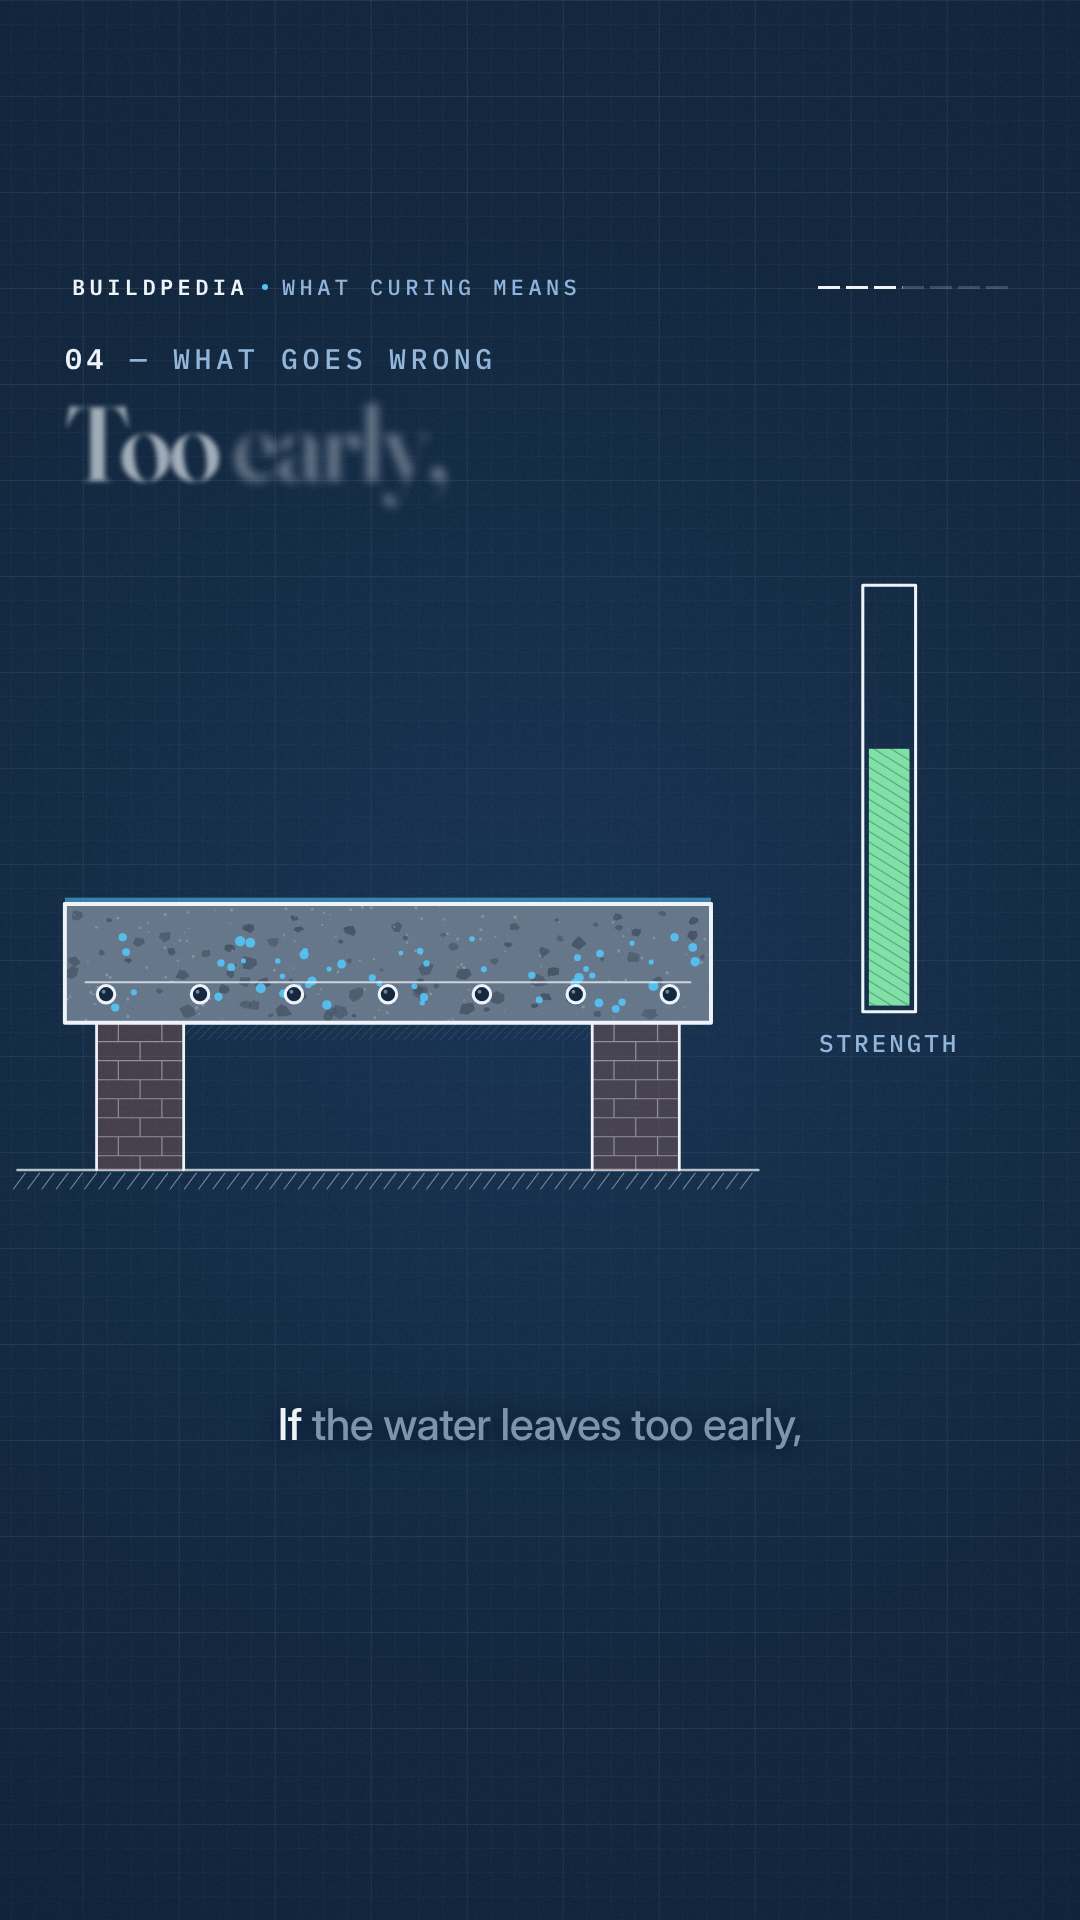 BUILDPEDIA • WHAT CURING MEANS
04 — WHAT GOES WRONG
Too early,
STRENGTH
If the water leaves too early,